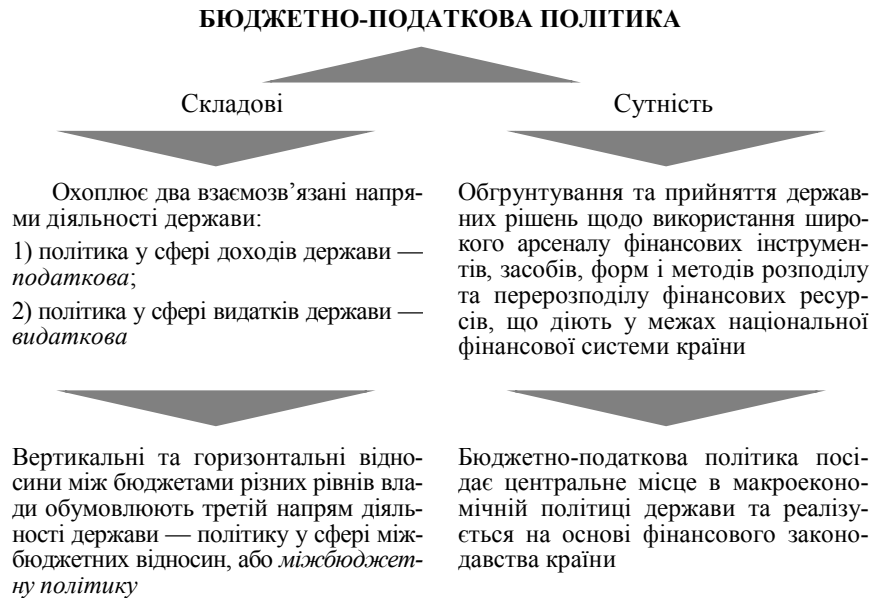 БЮДЖЕТНО-ПОДАТКОВА ПОЛІТИКА
Складові
Охоплює два взаємозв’язані напря-
ми діяльності держави:
1) політика у сфері доходів держави —
податкова;
2) політика у сфері видатків держави —
видаткова
Вертикальні та горизонтальні відно-
сини між бюджетами різних рівнів вла-
ди обумовлюють третій напрям діяль-
ності держави — політику у сфері між-
бюджетних відносин, або міжбюджет-
ну політику
Сутність
Обгрунтування та прийняття держав-
них рішень щодо використання широ-
кого арсеналу фінансових інструмен-
тів, засобів, форм і методів розподілу
та перерозподілу фінансових ресур-
сів, що діють у межах національної
фінансової системи країни
Бюджетно-податкова політика посі-
дає центральне місце в макроеконо-
мічній політиці держави та реалізу-
ється на основі фінансового законо-
давства країни